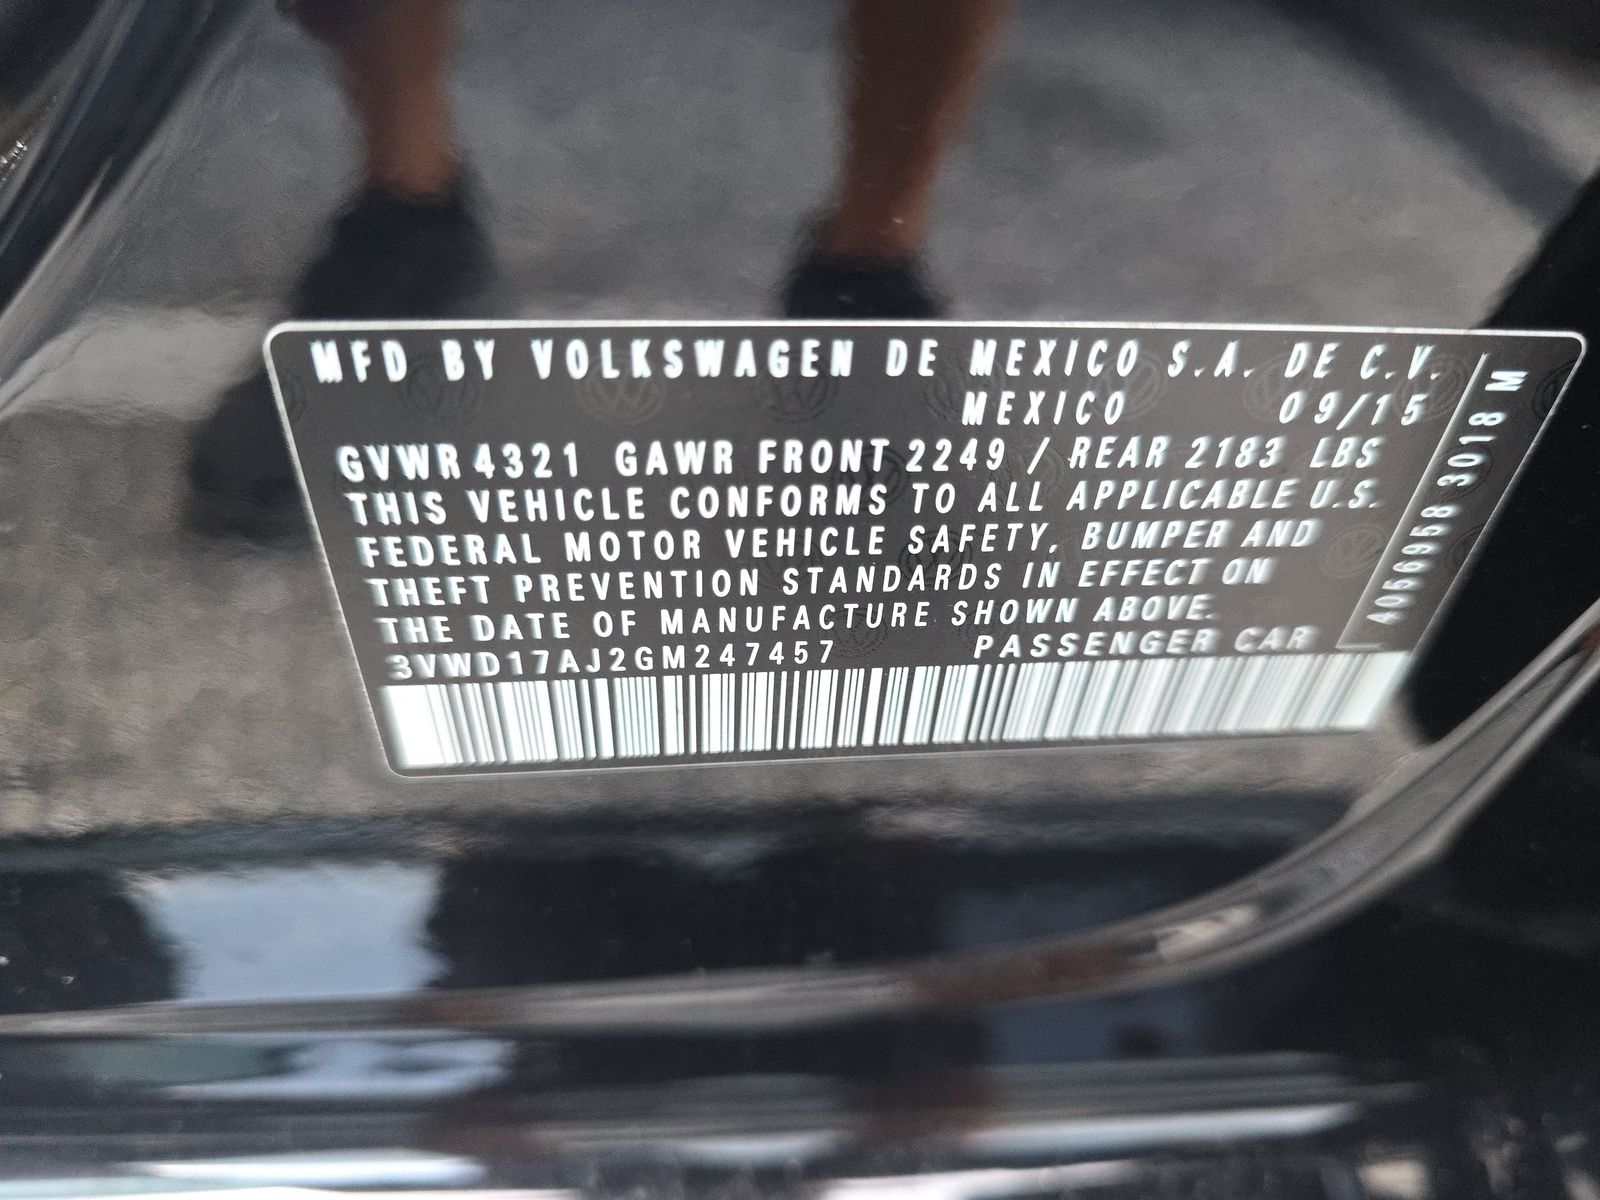 MFD BY VOLKSWAGEN DE MEXICO S.A. DE C.V.
MEXICO 09/15
GVWR 4321 GAWR FRONT 2249 / REAR 2183 LBS
THIS VEHICLE CONFORMS TO ALL APPLICABLE U.S.
FEDERAL MOTOR VEHICLE SAFETY, BUMPER AND
THEFT PREVENTION STANDARDS IN EFFECT ON
THE DATE OF MANUFACTURE SHOWN ABOVE.
3VWD17AJ2GM247457 PASSENGER CAR
4056958 3018 M